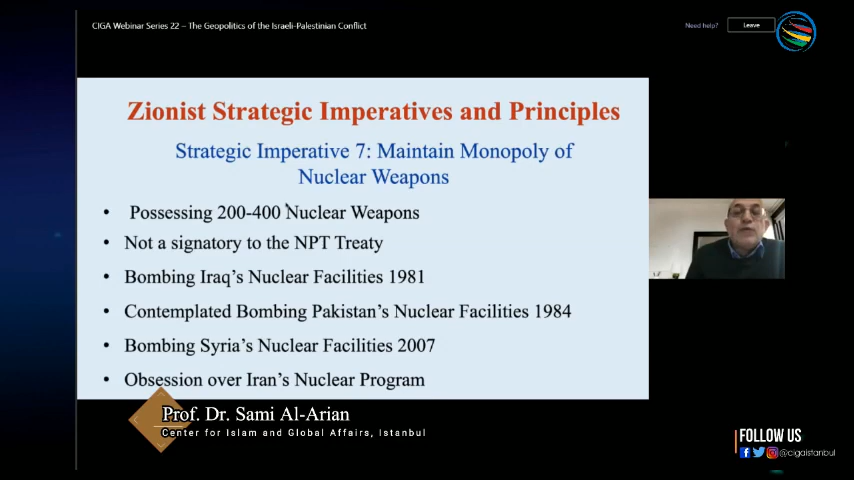 CIGA Webinar Series 22 – The Geopolitics of the Israeli-Palestinian Conflict
Need help?
Leave
Zionist Strategic Imperatives and Principles
Strategic Imperative 7: Maintain Monopoly of
Nuclear Weapons
• Possessing 200-400 Nuclear Weapons
• Not a signatory to the NPT Treaty
• Bombing Iraq's Nuclear Facilities 1981
• Contemplated Bombing Pakistan's Nuclear Facilities 1984
• Bombing Syria's Nuclear Facilities 2007
• Obsession over Iran's Nuclear Program
Prof. Dr. Sami Al-Arian
Center for Islam and Global Affairs, Istanbul
FOLLOW US
@cigaistanbul